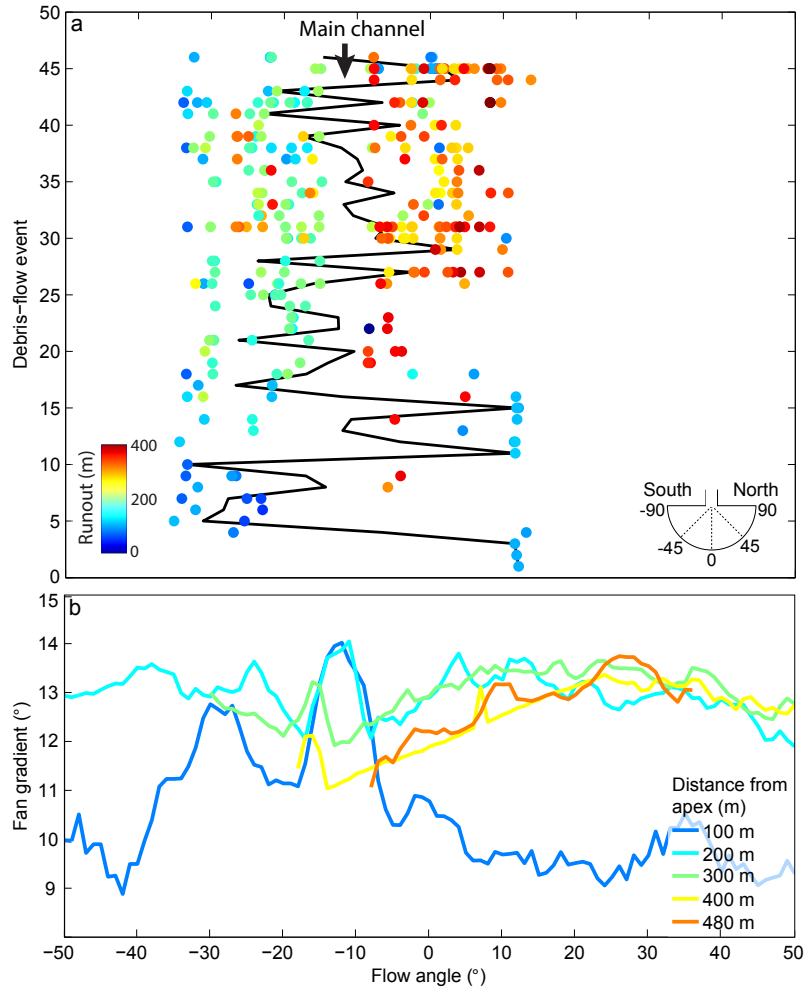 a
Main channel
50
45
40
35
30
25
20
15
10
5
0
Debris−flow event
Runout (m)
400
200
0
South North
-90 90
-45 45
0
b
15
14
13
12
11
10
9
8
Fan gradient (°)
Distance from
apex (m)
100 m
200 m
300 m
400 m
480 m
−50 −40 −30 −20 −10 0 10 20 30 40 50
Flow angle (°)